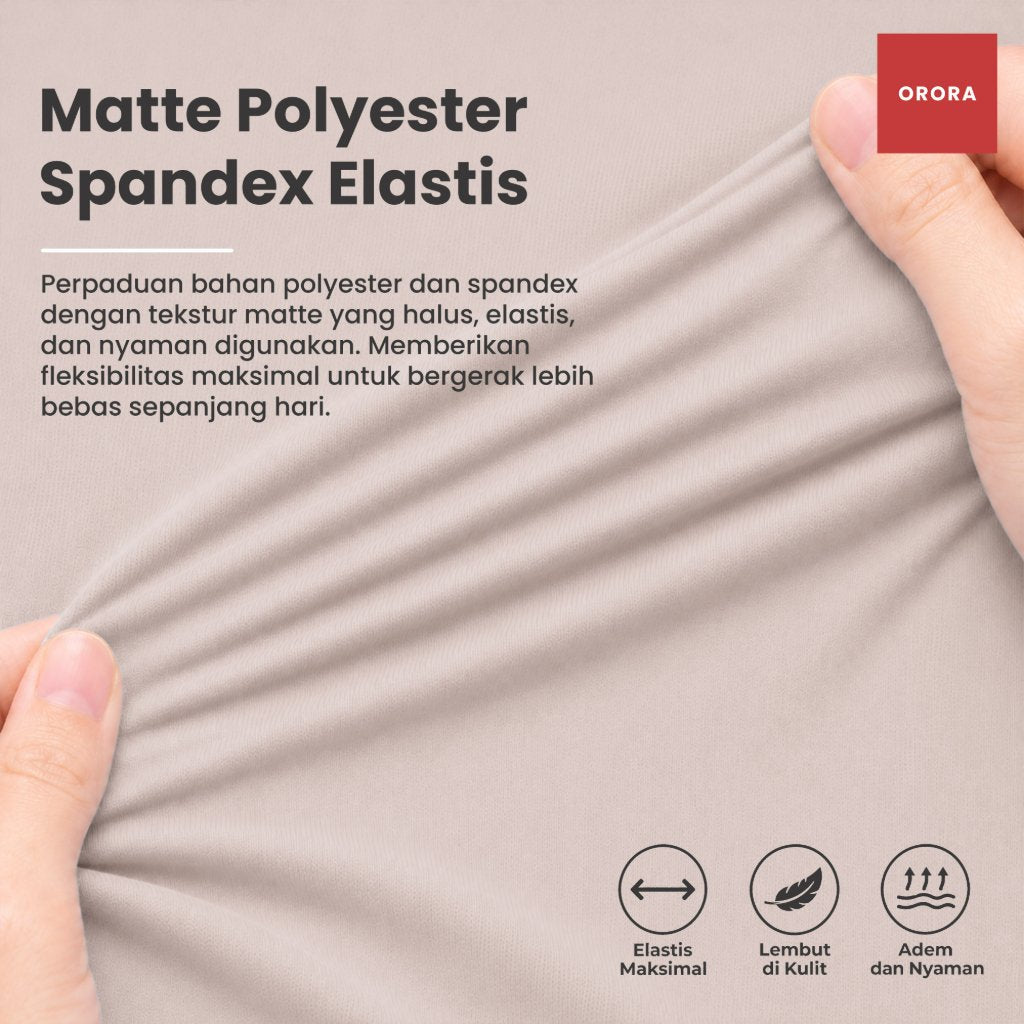 ORORA
Matte Polyester
Spandex Elastis
Perpaduan bahan polyester dan spandex
dengan tekstur matte yang halus, elastis,
dan nyaman digunakan. Memberikan
fleksibilitas maksimal untuk bergerak lebih
bebas sepanjang hari.
Elastis
Maksimal
Lembut
di Kulit
Adem
dan Nyaman